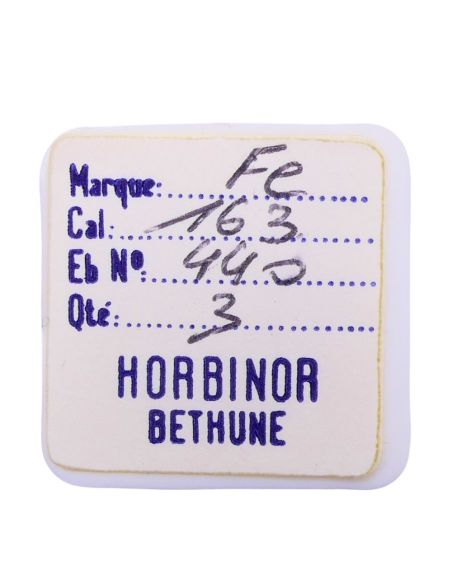 Marque: Fe
Cal: 163
Eb Nº: 440
Qté: 3
HORBINOR
BETHUNE